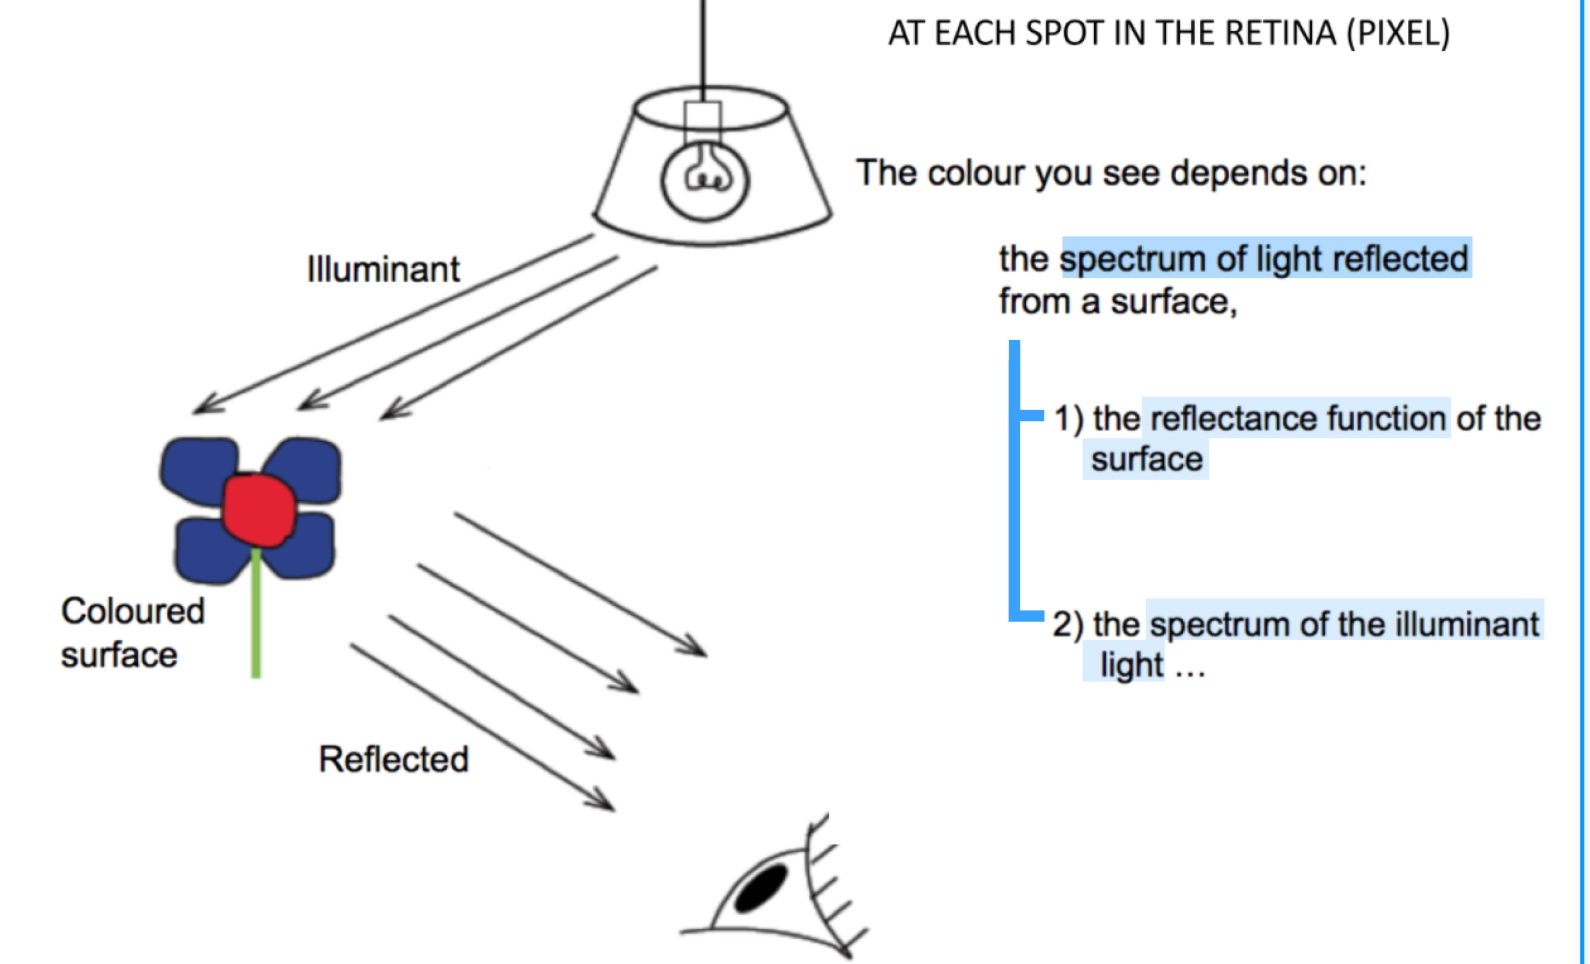 AT EACH SPOT IN THE RETINA (PIXEL)
The colour you see depends on:
the spectrum of light reflected
from a surface,
Illuminant
1) the reflectance function of the
surface
Coloured
surface
2) the spectrum of the illuminant
light ...
Reflected